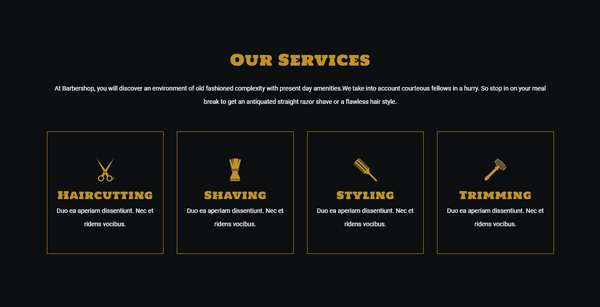 Our Services
At Barbershop, you will discover an environment of old fashioned complexity with present day amenities.We take into account courteous fellows in a hurry. So stop in on your meal
break to get an antiquated straight razor shave or a flawless hair style.
Haircutting
Duo ea aperiam dissentiunt. Nec et
ridens vocibus.
Shaving
Duo ea aperiam dissentiunt. Nec et
ridens vocibus.
Styling
Duo ea aperiam dissentiunt. Nec et
ridens vocibus.
Trimming
Duo ea aperiam dissentiunt. Nec et
ridens vocibus.